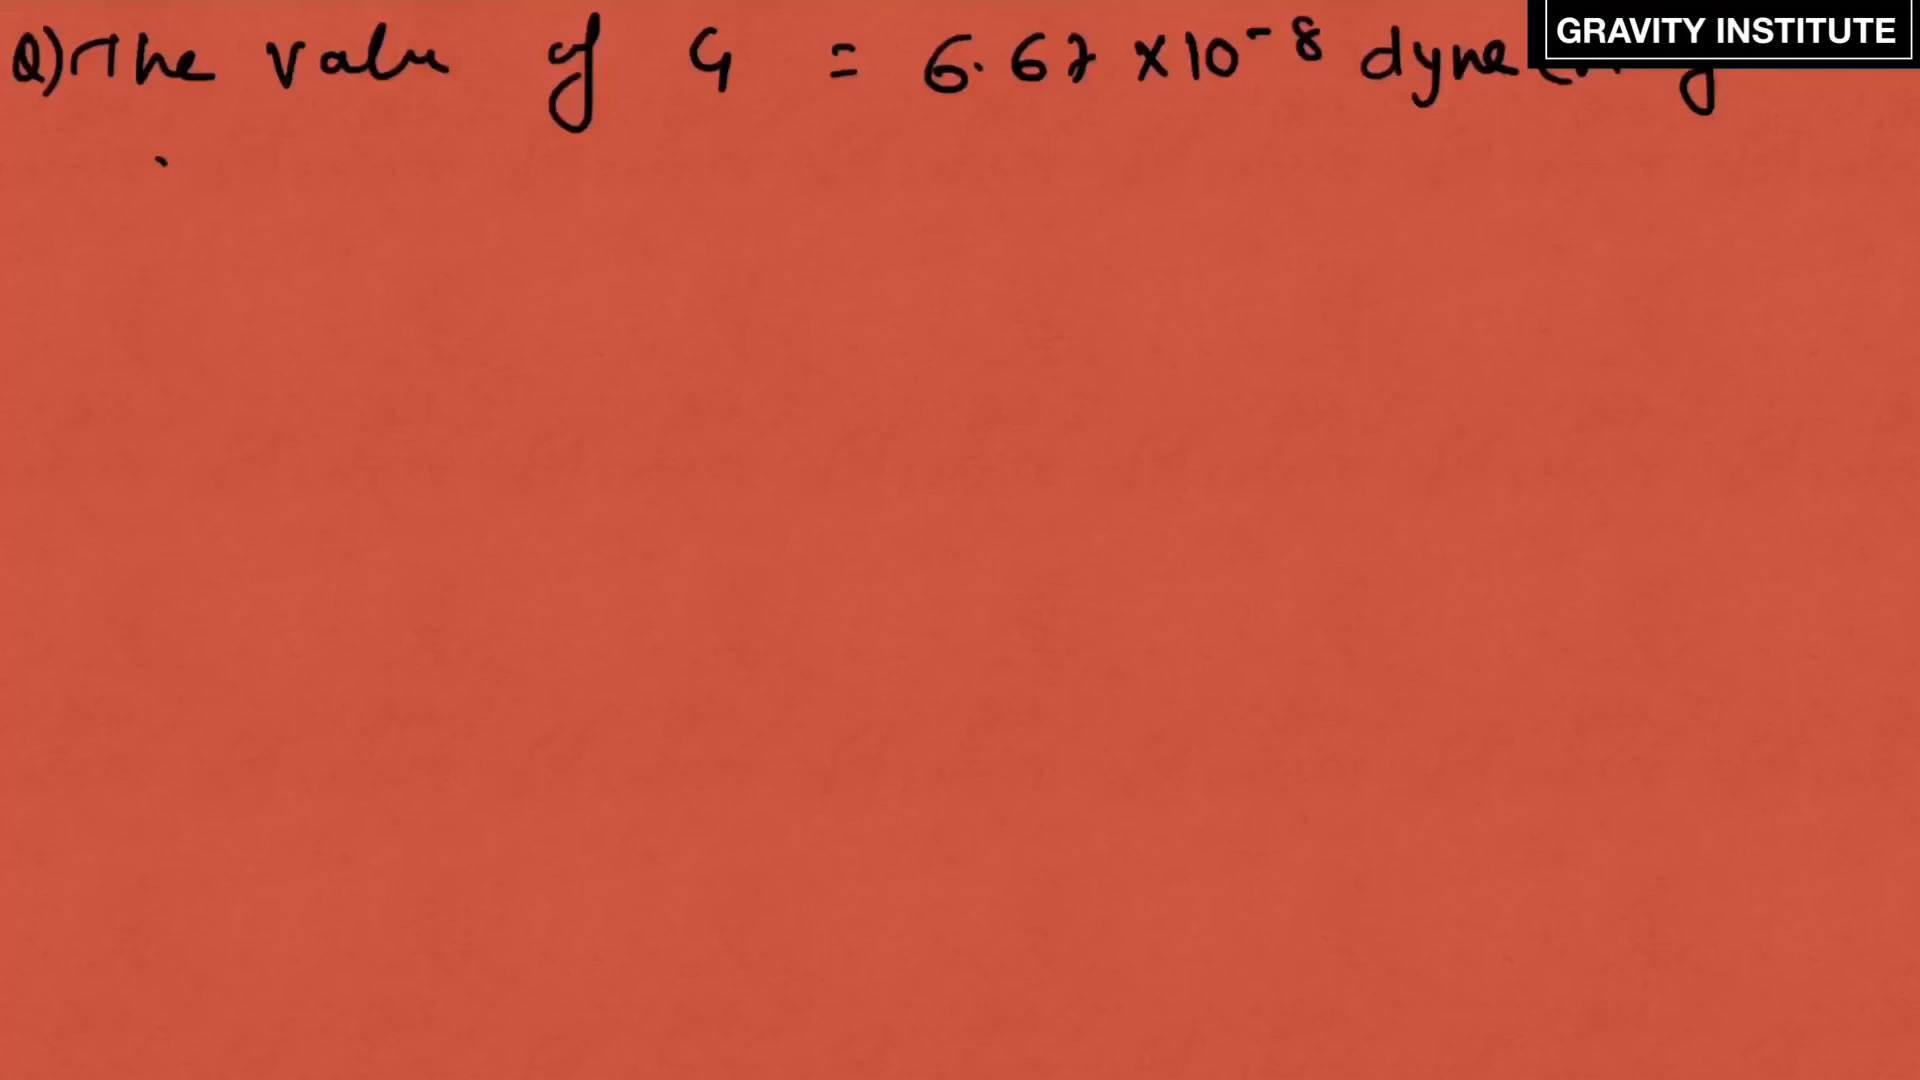 Q) The value of G = 6.67 × 10⁻⁸ dyne
GRAVITY INSTITUTE